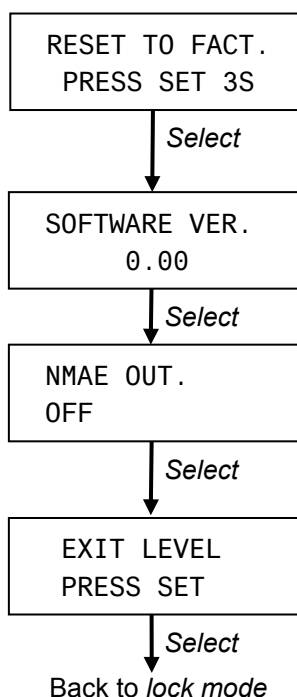 RESET TO FACT.
PRESS SET 3S
Select
SOFTWARE VER.
0.00
Select
NMAE OUT.
OFF
Select
EXIT LEVEL
PRESS SET
Select
Back to lock mode